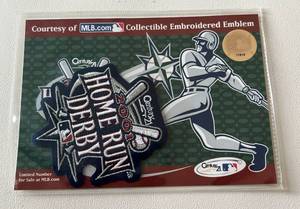 Courtesy of MLB.com Collectible Embroidered Emblem
Century 21
2001
HOME RUN
DERBY
Century 21
Limited Number
for Sale at MLB.com